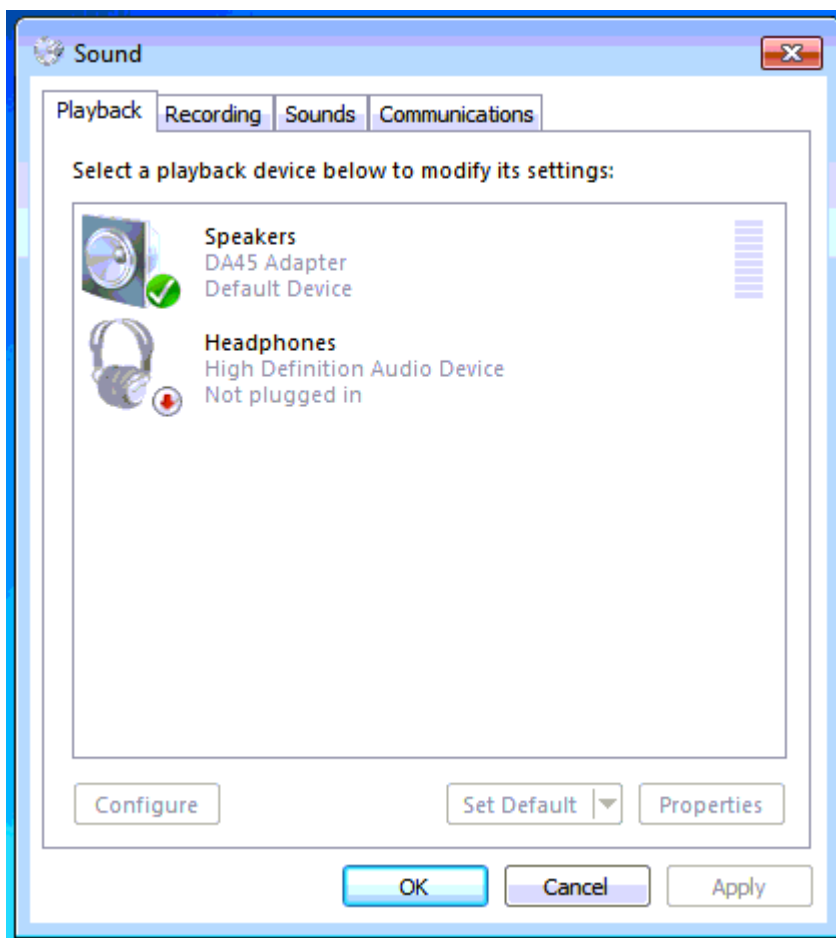 Sound
Playback Recording Sounds Communications
Select a playback device below to modify its settings:
Speakers
DA45 Adapter
Default Device
Headphones
High Definition Audio Device
Not plugged in
Configure Set Default Properties
OK Cancel Apply